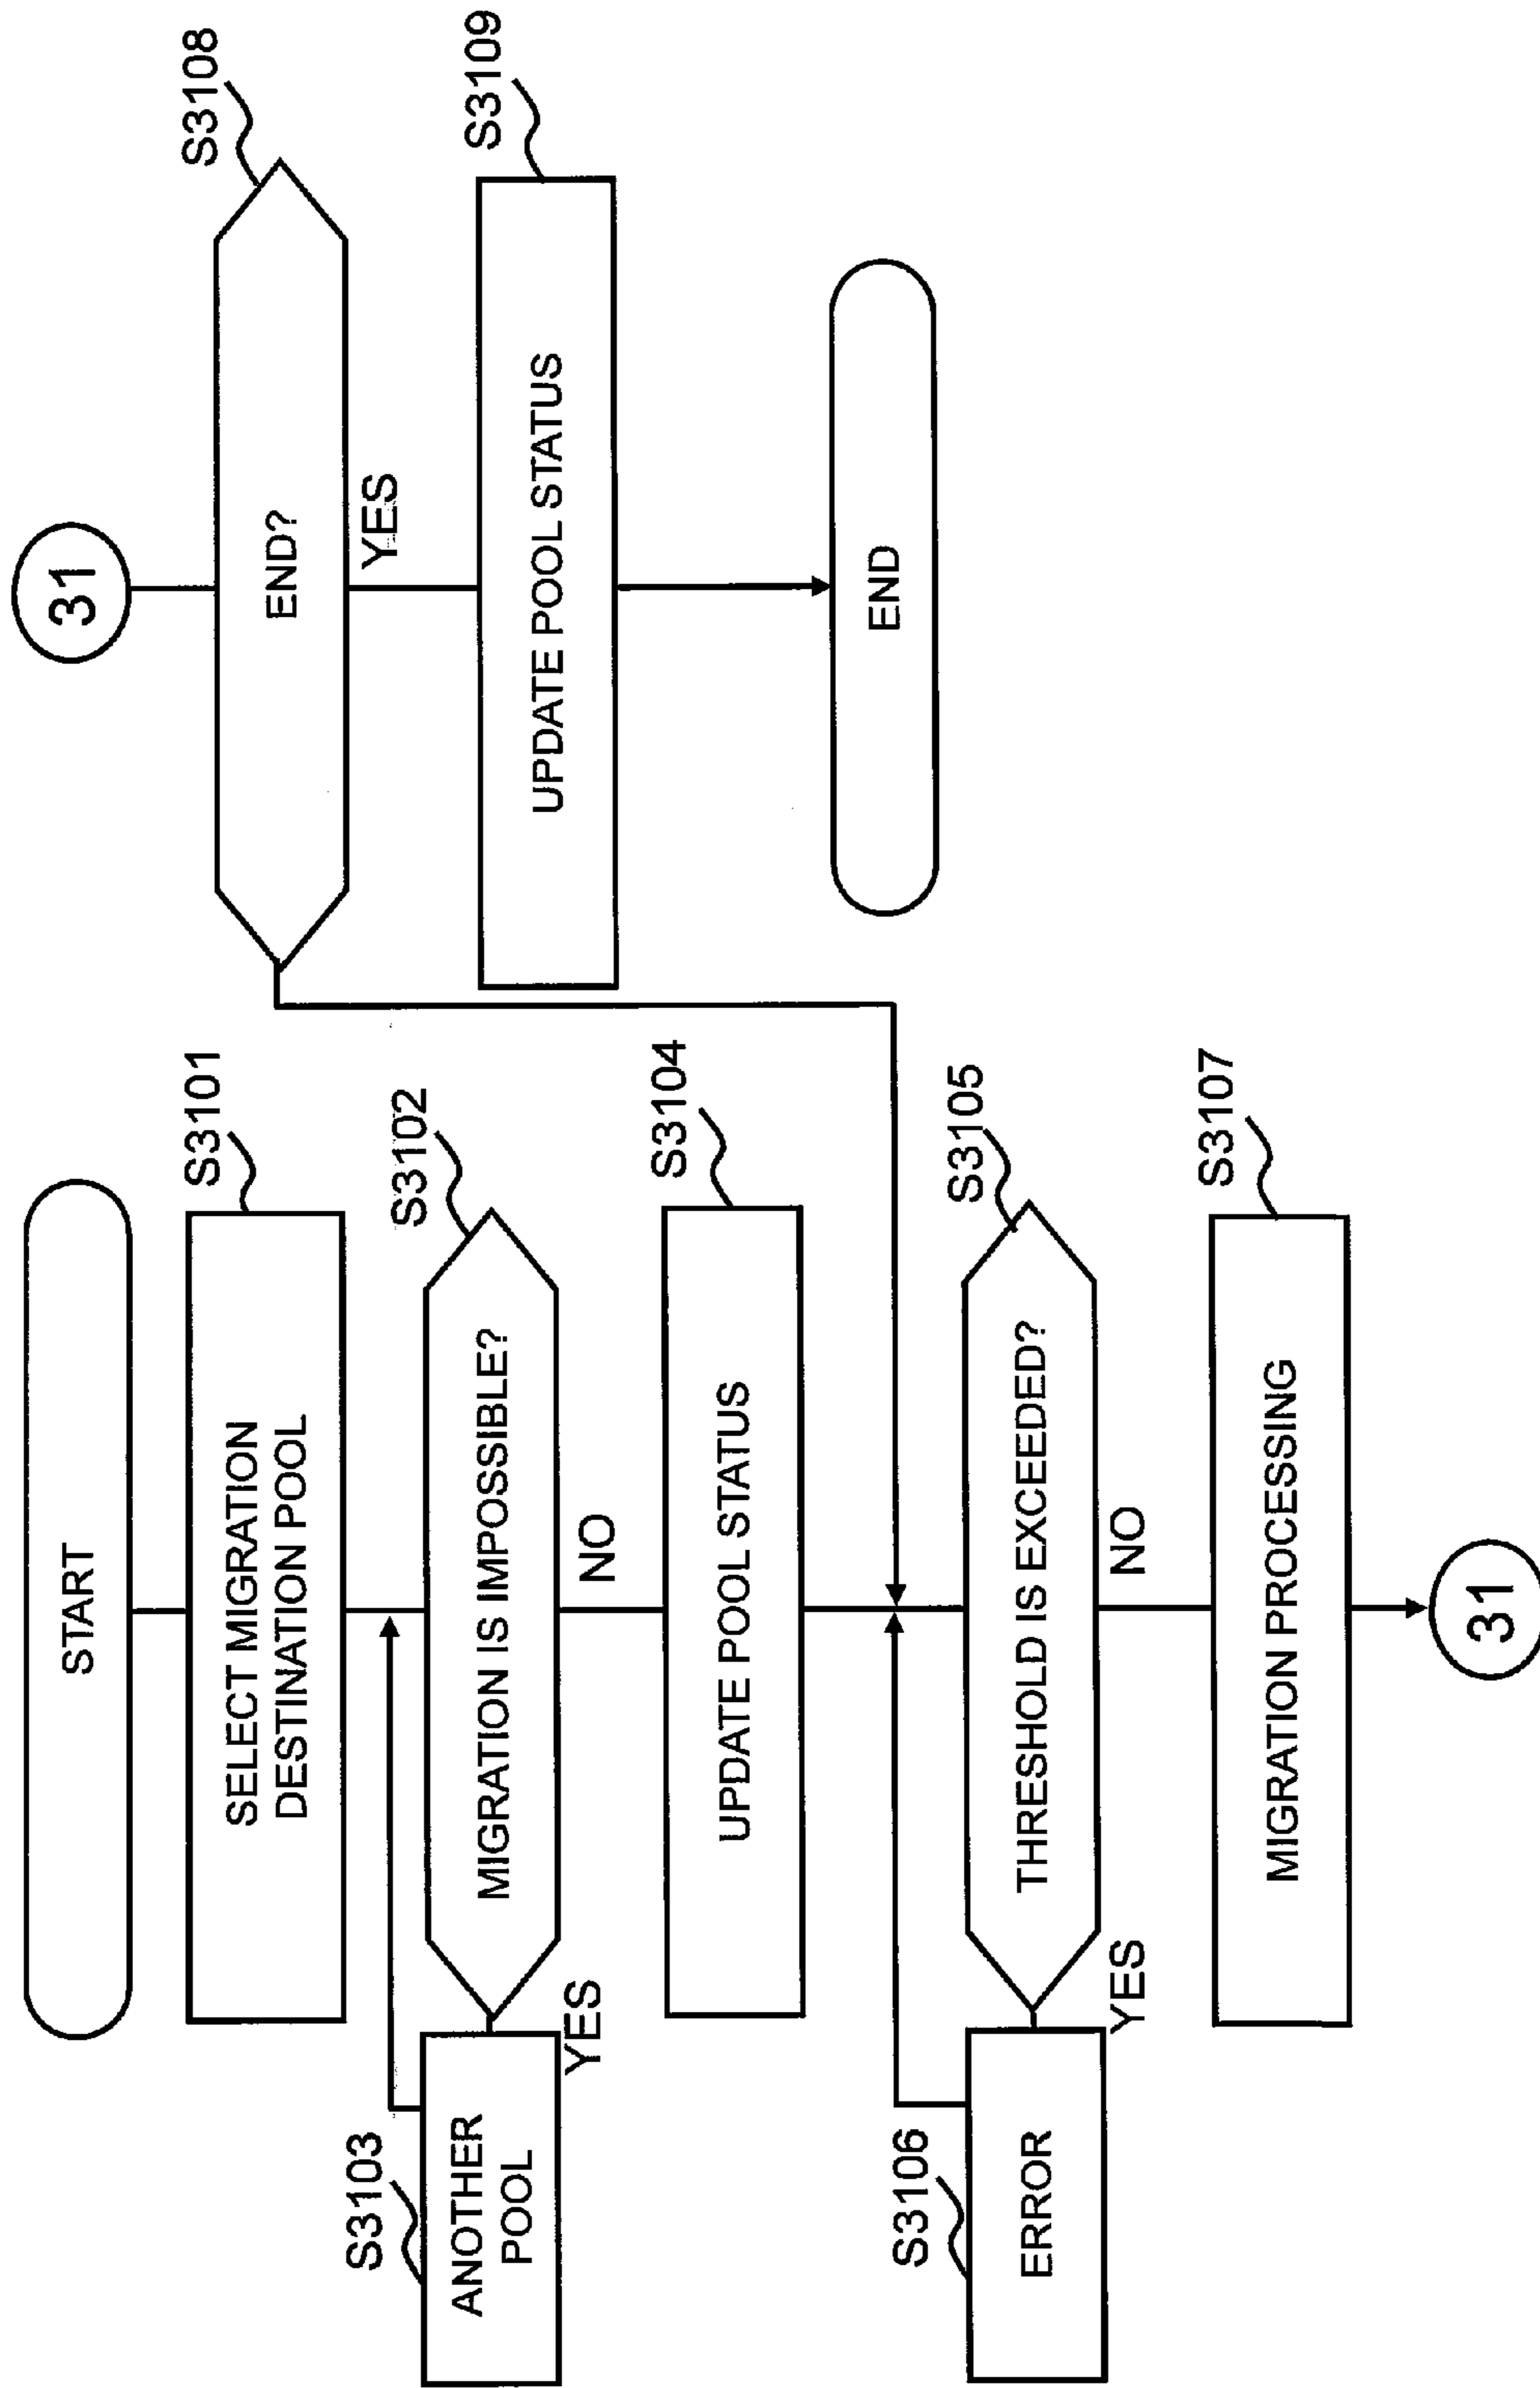 START
S3101
SELECT MIGRATION
DESTINATION POOL
S3102
MIGRATION IS IMPOSSIBLE?
YES
NO
S3103
ANOTHER
POOL
S3104
UPDATE POOL STATUS
S3105
THRESHOLD IS EXCEEDED?
YES
NO
S3106
ERROR
S3107
MIGRATION PROCESSING
31
31
S3108
END?
YES
S3109
UPDATE POOL STATUS
END